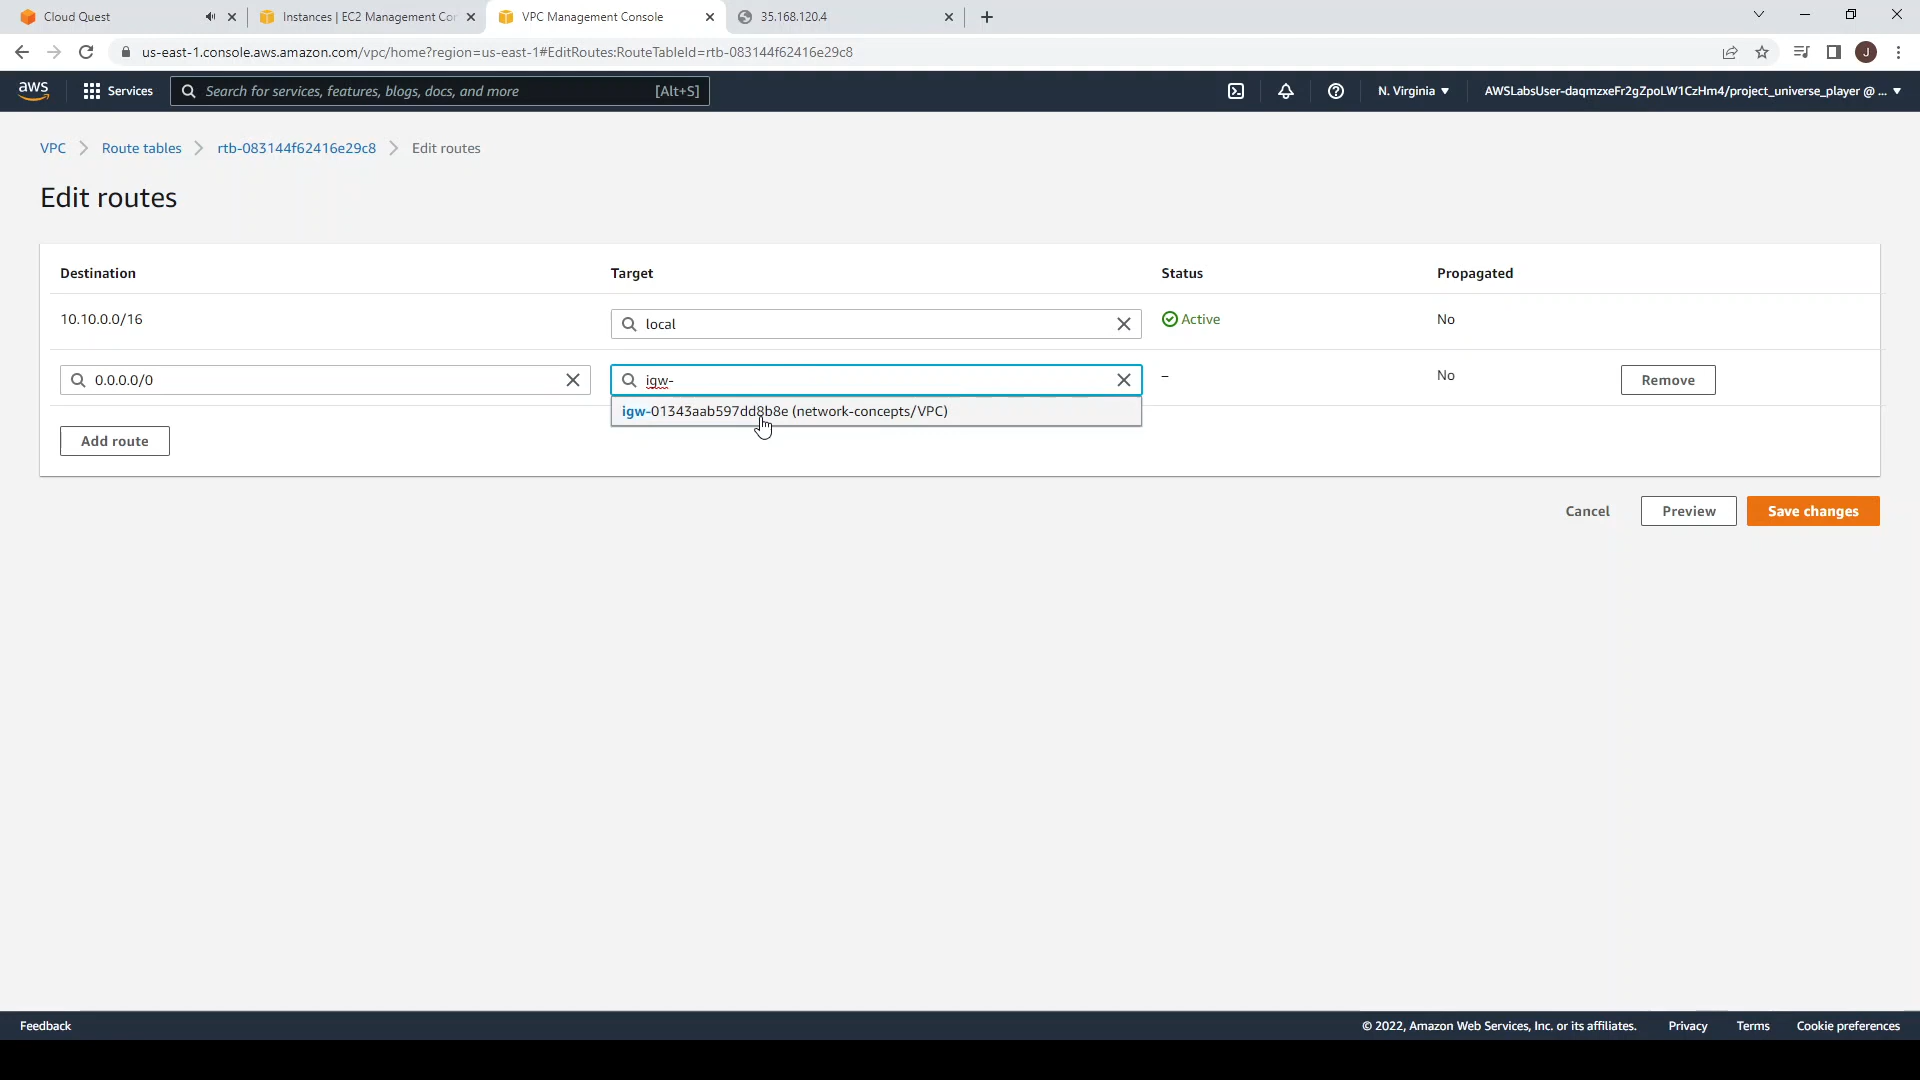 Cloud Quest
Instances | EC2 Management Cor
VPC Management Console
35.168.120.4
us-east-1.console.aws.amazon.com/vpc/home?region=us-east-1#EditRoutes:RouteTableId=rtb-083144f62416e29c8
J
aws
Services
Search for services, features, blogs, docs, and more
[Alt+S]
N. Virginia
AWSLabsUser-daqmzxeFr2gZpoLW1CzHm4/project_universe_player @ ...
VPC
Route tables
rtb-083144f62416e29c8
Edit routes
Edit routes
Destination
Target
Status
Propagated
10.10.0.0/16
local
Active
No
0.0.0.0/0
igw-
–
No
Remove
igw-01343aab597dd8b8e (network-concepts/VPC)
Add route
Cancel
Preview
Save changes
Feedback
© 2022, Amazon Web Services, Inc. or its affiliates.
Privacy
Terms
Cookie preferences